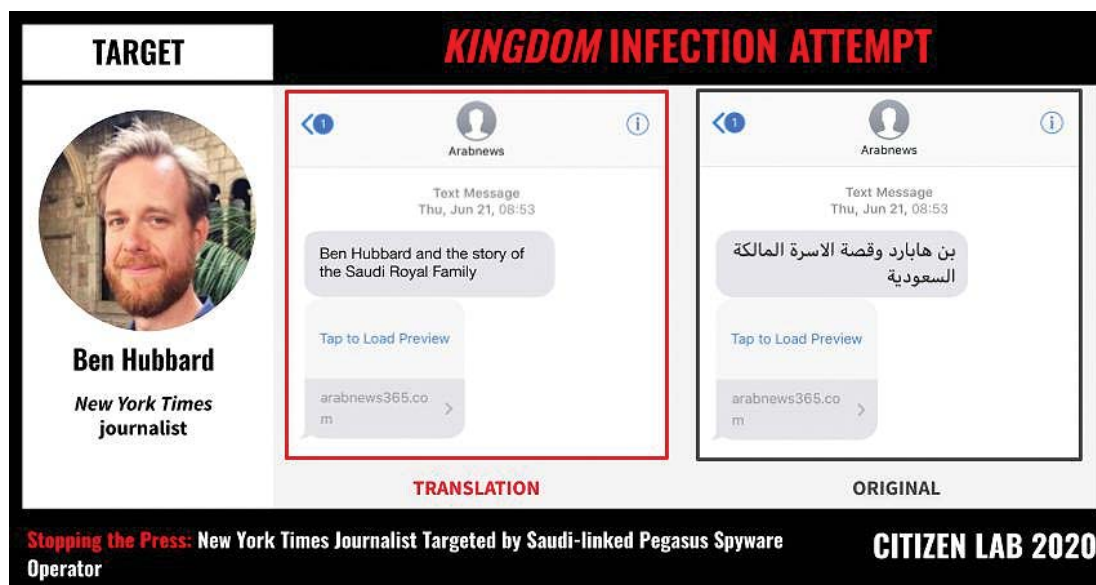 TARGET
KINGDOM INFECTION ATTEMPT
Ben Hubbard
New York Times
journalist
1
Arabnews
Text Message
Thu, Jun 21, 08:53
Ben Hubbard and the story of
the Saudi Royal Family
Tap to Load Preview
arabnews365.co
m
TRANSLATION
1
Arabnews
Text Message
Thu, Jun 21, 08:53
بن هابارد وقصة الاسرة المالكة
السعودية
Tap to Load Preview
arabnews365.co
m
ORIGINAL
Stopping the Press: New York Times Journalist Targeted by Saudi-linked Pegasus Spyware
Operator
CITIZEN LAB 2020